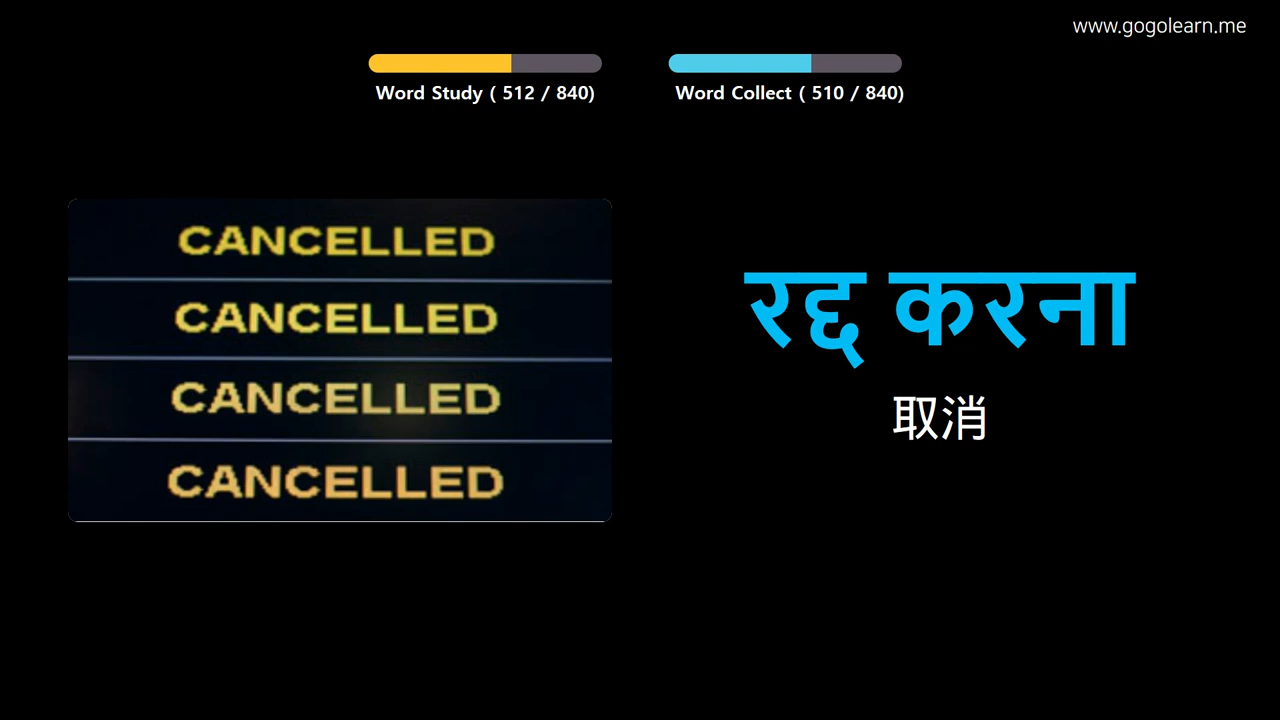 www.gogolearn.me
Word Study ( 512 / 840)
Word Collect ( 510 / 840)
CANCELLED
CANCELLED
CANCELLED
CANCELLED
रद्द करना
取消